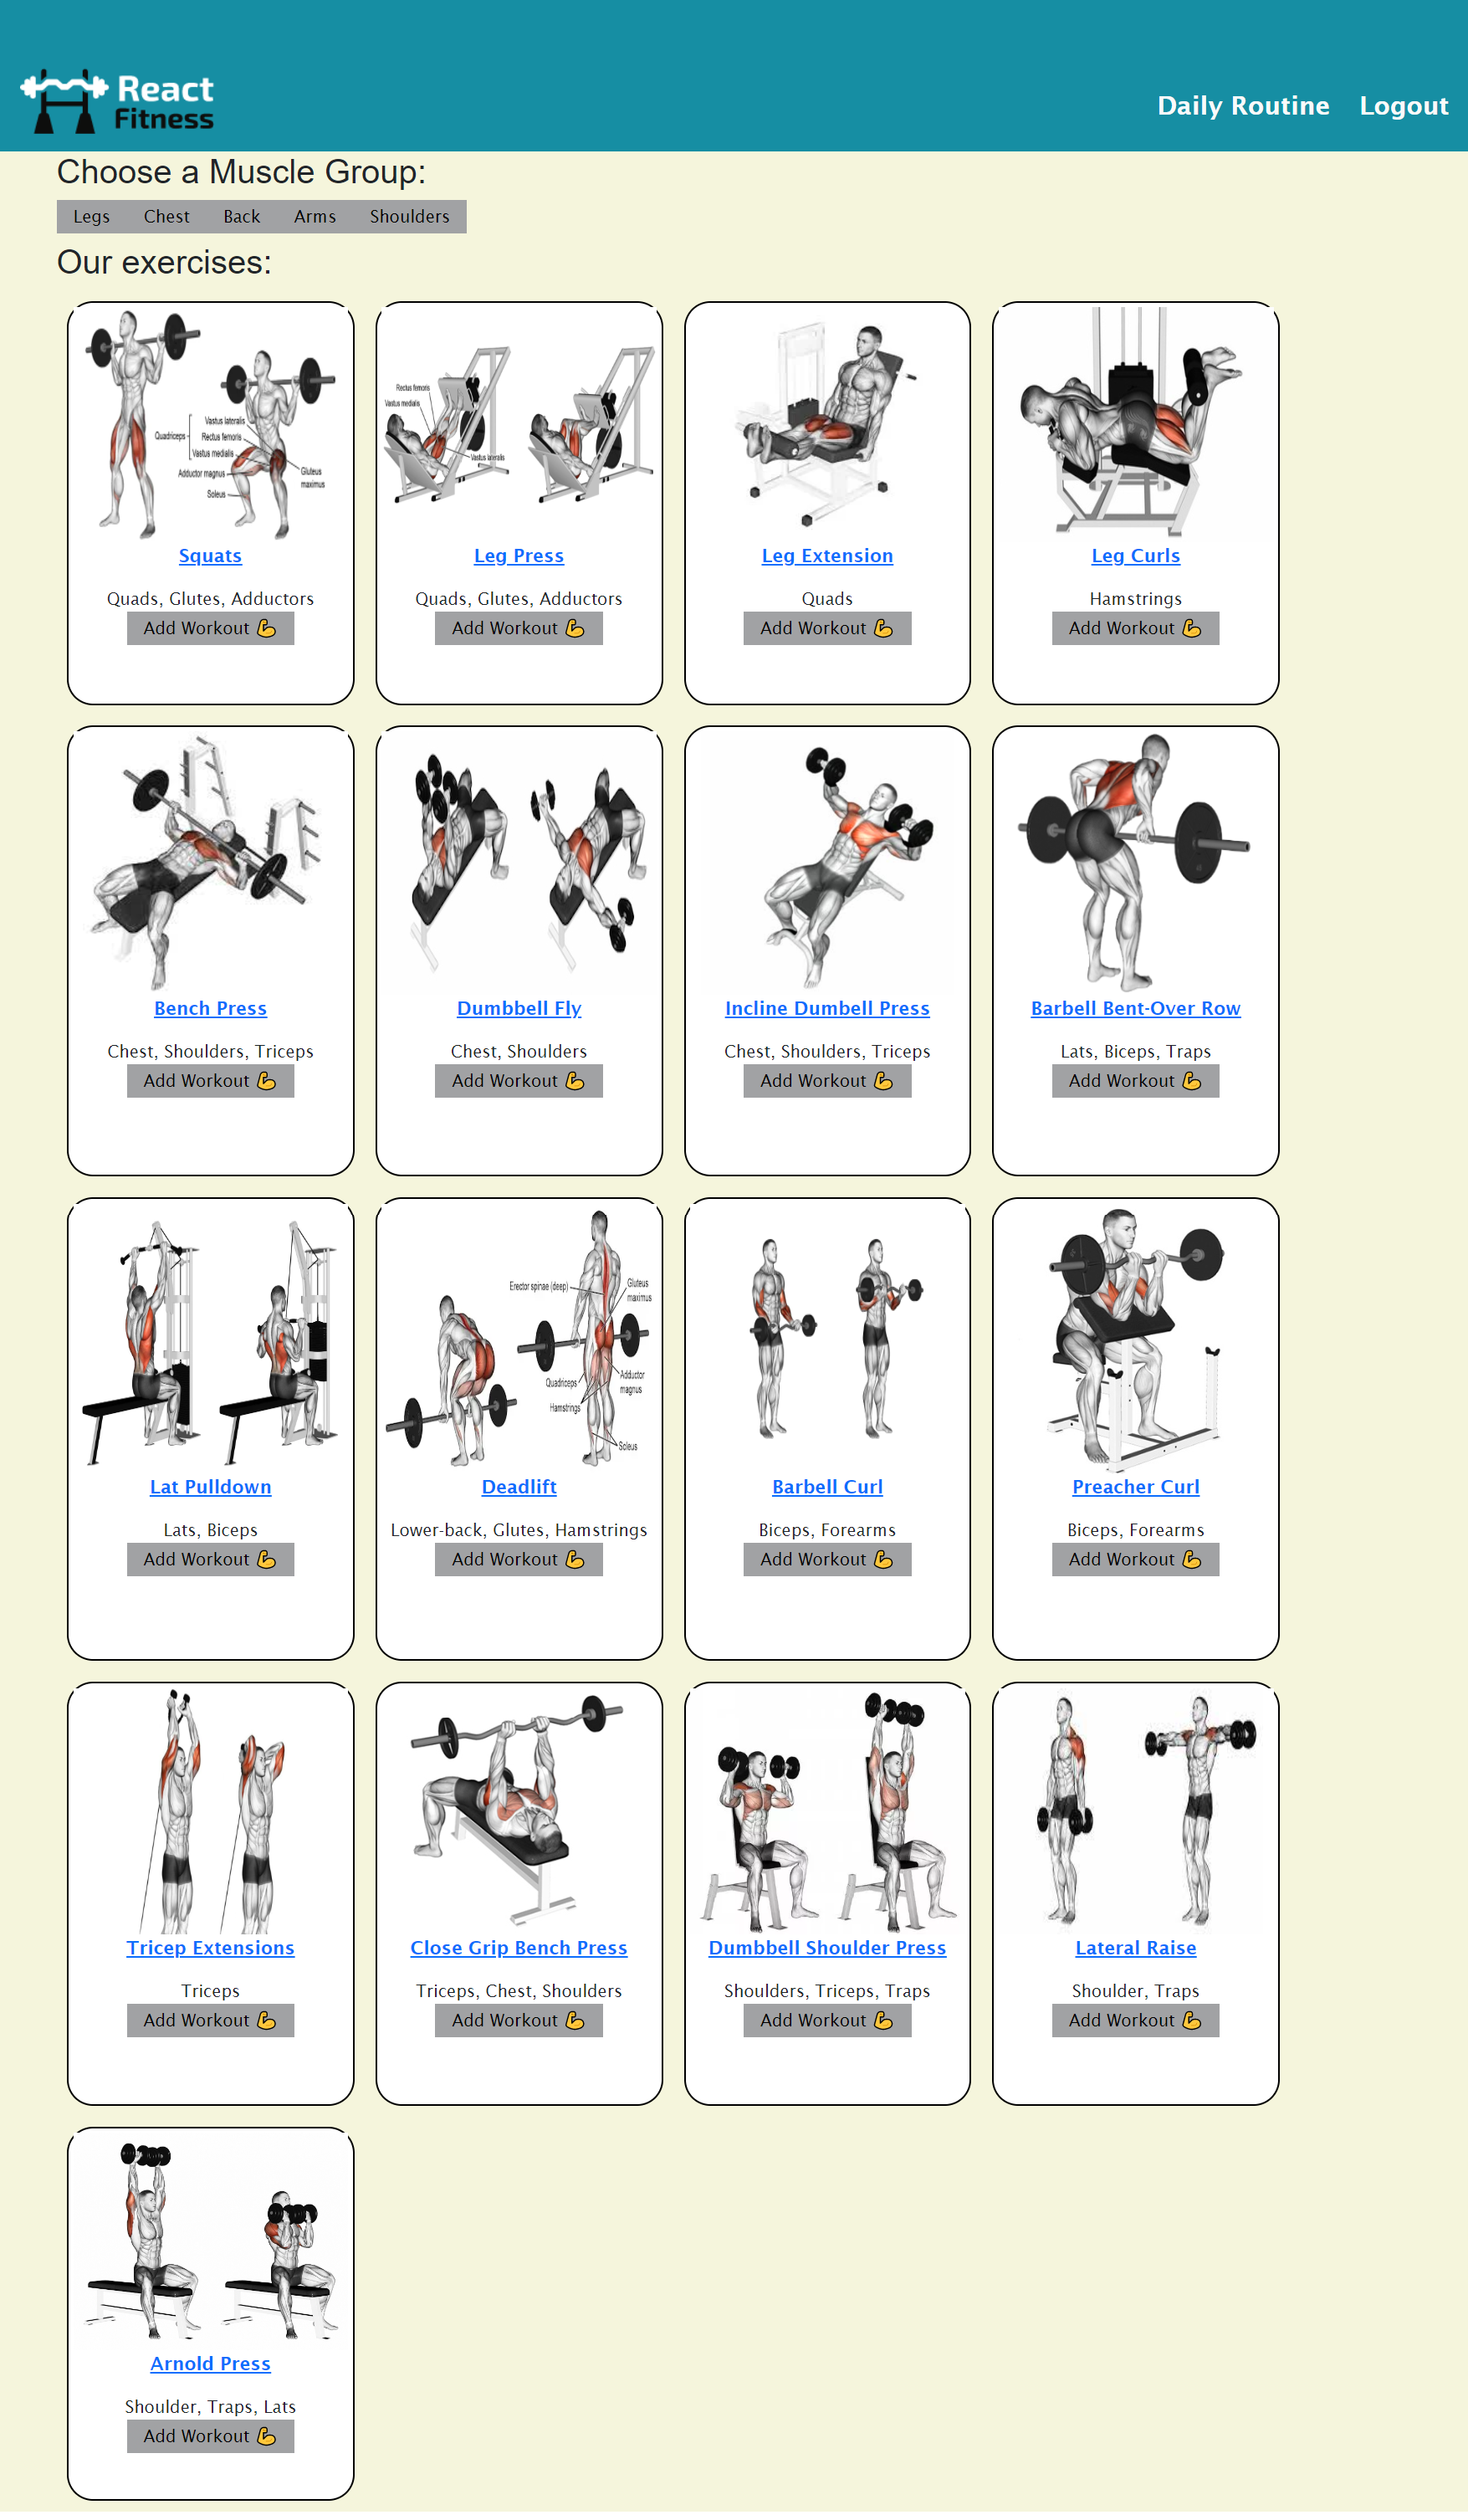 React
Fitness
Daily Routine Logout
Choose a Muscle Group:
Legs Chest Back Arms Shoulders
Our exercises:
Vastus lateralis
Quadriceps
Rectus femoris
Vastus medialis
Adductor magnus
Gluteus
maximus
Soleus
Squats
Quads, Glutes, Adductors
Add Workout 💪
Rectus femoris
Vastus medialis
Vastus lateralis
Leg Press
Quads, Glutes, Adductors
Add Workout 💪
Leg Extension
Quads
Add Workout 💪
Leg Curls
Hamstrings
Add Workout 💪
Bench Press
Chest, Shoulders, Triceps
Add Workout 💪
Dumbbell Fly
Chest, Shoulders
Add Workout 💪
Incline Dumbell Press
Chest, Shoulders, Triceps
Add Workout 💪
Barbell Bent-Over Row
Lats, Biceps, Traps
Add Workout 💪
Lat Pulldown
Lats, Biceps
Add Workout 💪
Erector spinae (deep)
Gluteus
maximus
Quadriceps
Adductor
magnus
Hamstrings
Soleus
Deadlift
Lower-back, Glutes, Hamstrings
Add Workout 💪
Barbell Curl
Biceps, Forearms
Add Workout 💪
Preacher Curl
Biceps, Forearms
Add Workout 💪
Tricep Extensions
Triceps
Add Workout 💪
Close Grip Bench Press
Triceps, Chest, Shoulders
Add Workout 💪
Dumbbell Shoulder Press
Shoulders, Triceps, Traps
Add Workout 💪
Lateral Raise
Shoulder, Traps
Add Workout 💪
Arnold Press
Shoulder, Traps, Lats
Add Workout 💪